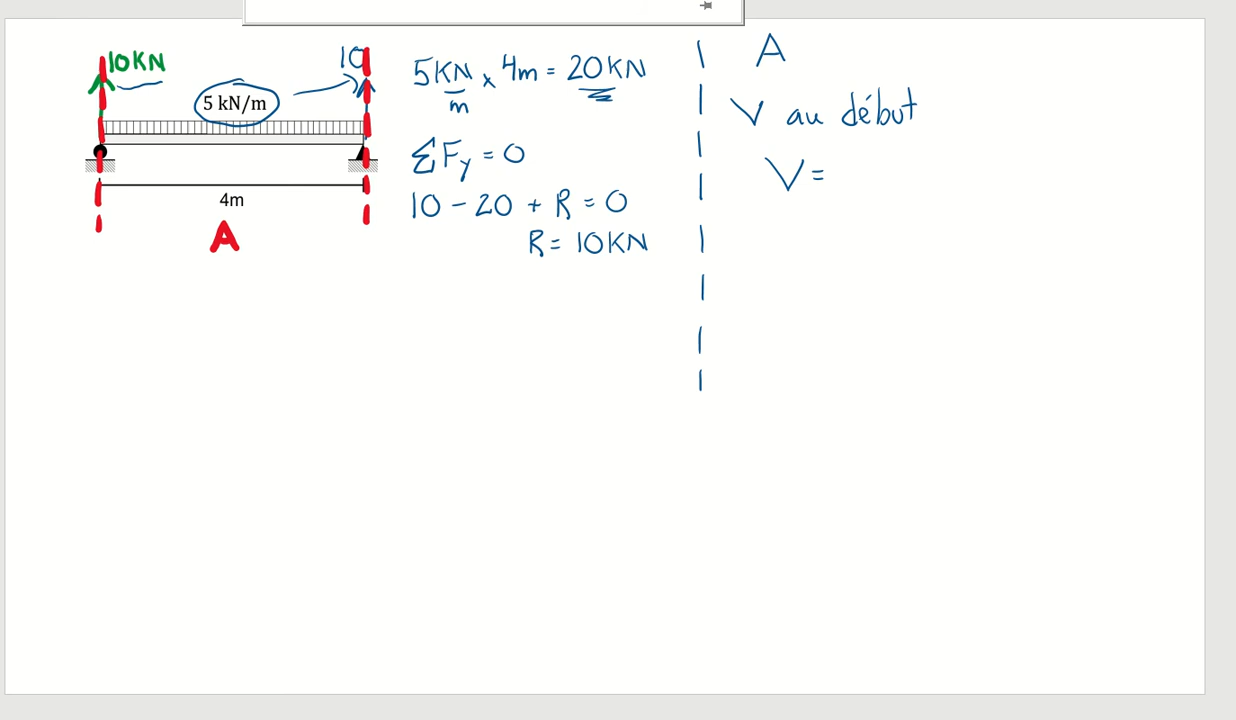 10KN
10
5 kN/m
4m
A
5KN/m x 4m = 20KN
ΣFy = 0
10 - 20 + R = 0
R = 10KN
A
V au début
V =